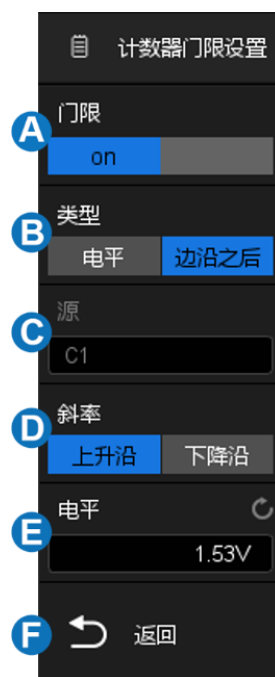 计数器门限设置
A
门限
on
B
类型
电平 边沿之后
C
源
C1
D
斜率
上升沿 下降沿
E
电平
1.53V
F
返回